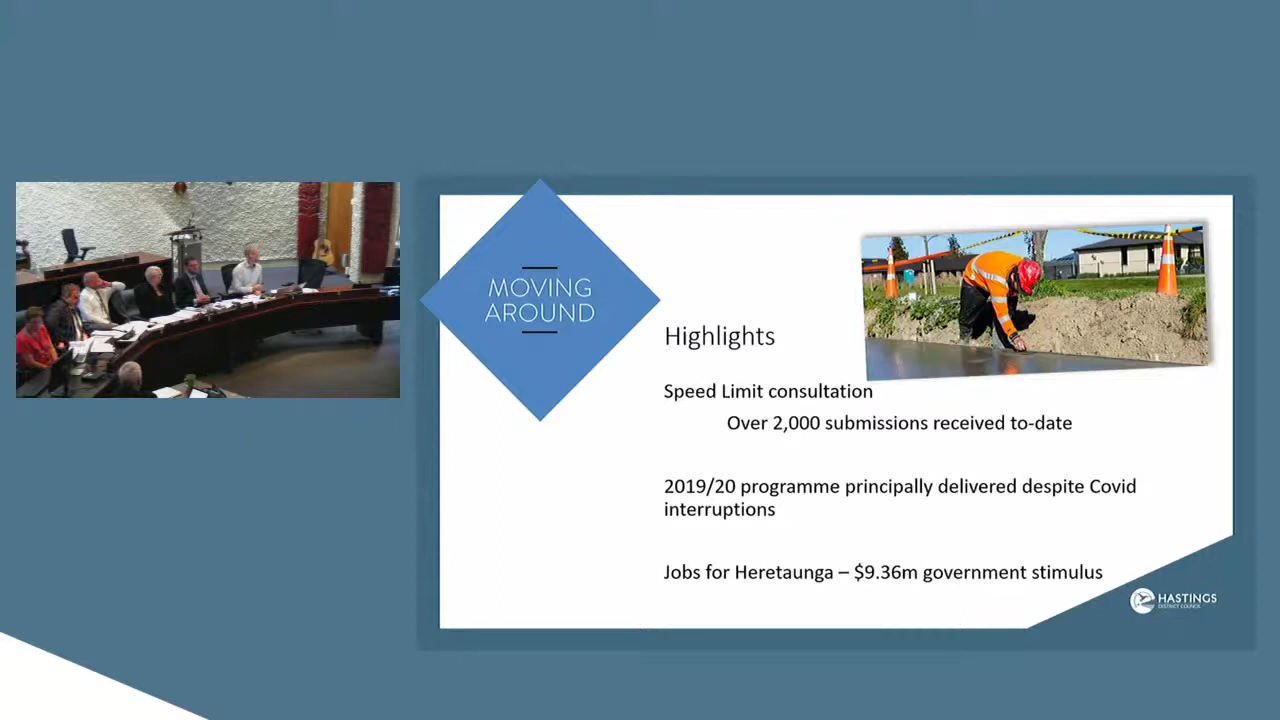 MOVING
AROUND
Highlights
Speed Limit consultation
Over 2,000 submissions received to-date
2019/20 programme principally delivered despite Covid
interruptions
Jobs for Heretaunga – $9.36m government stimulus
HASTINGS
DISTRICT COUNCIL